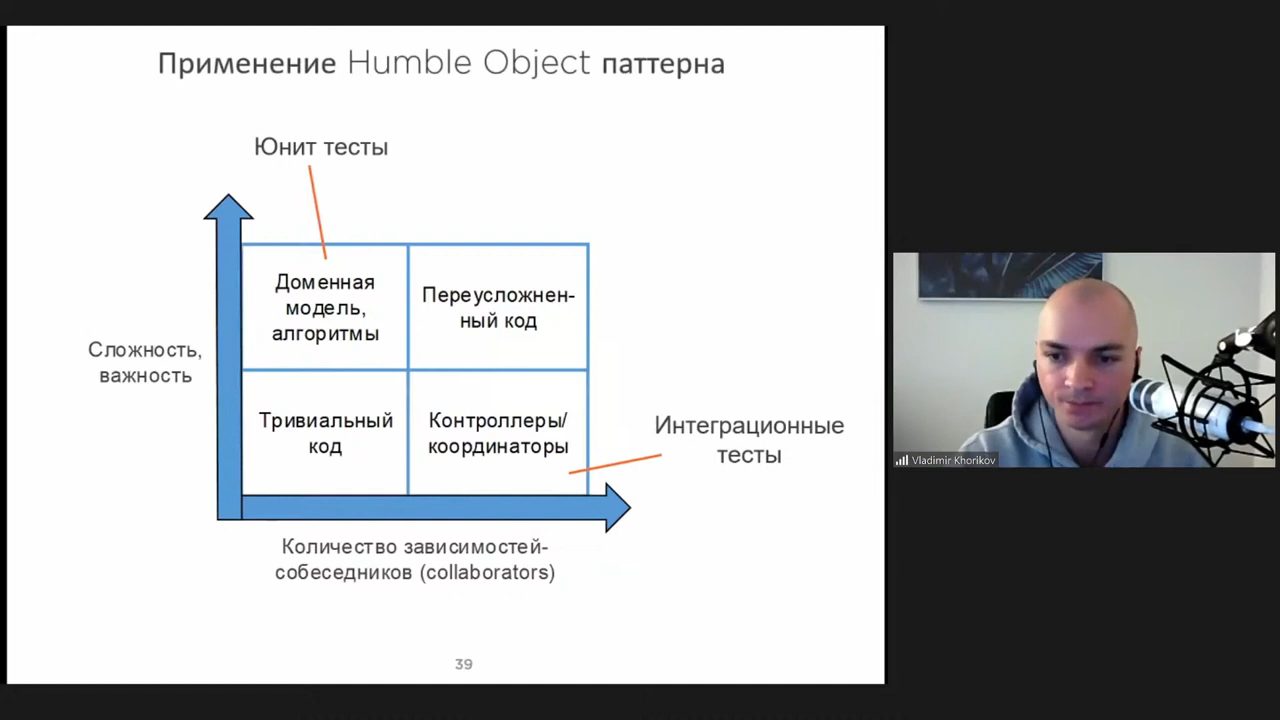 Применение Humble Object паттерна
Юнит тесты
Доменная
модель,
алгоритмы
Переусложнен-
ный код
Сложность,
важность
Тривиальный
код
Контроллеры/
координаторы
Интеграционные
тесты
Количество зависимостей-
собеседников (collaborators)
39
Vladimir Khorikov